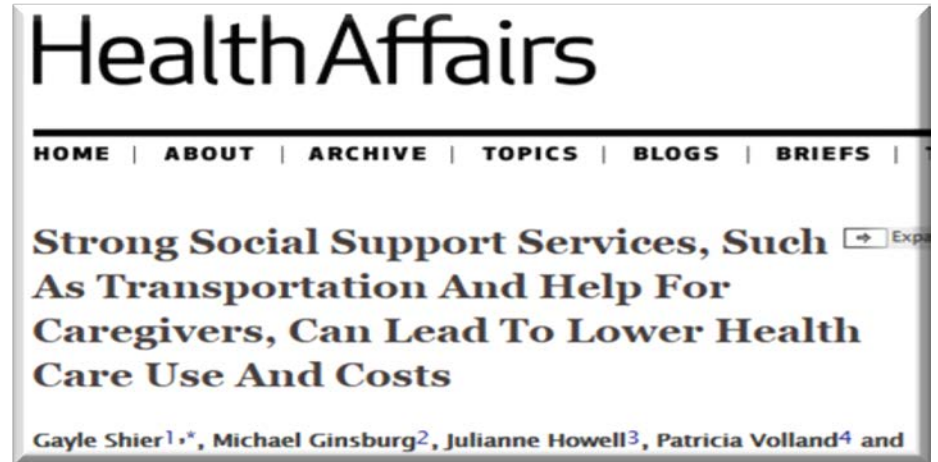 HealthAffairs
HOME | ABOUT | ARCHIVE | TOPICS | BLOGS | BRIEFS |
Strong Social Support Services, Such
As Transportation And Help For
Caregivers, Can Lead To Lower Health
Care Use And Costs
Gayle Shier1,*, Michael Ginsburg2, Julianne Howell3, Patricia Volland4 and